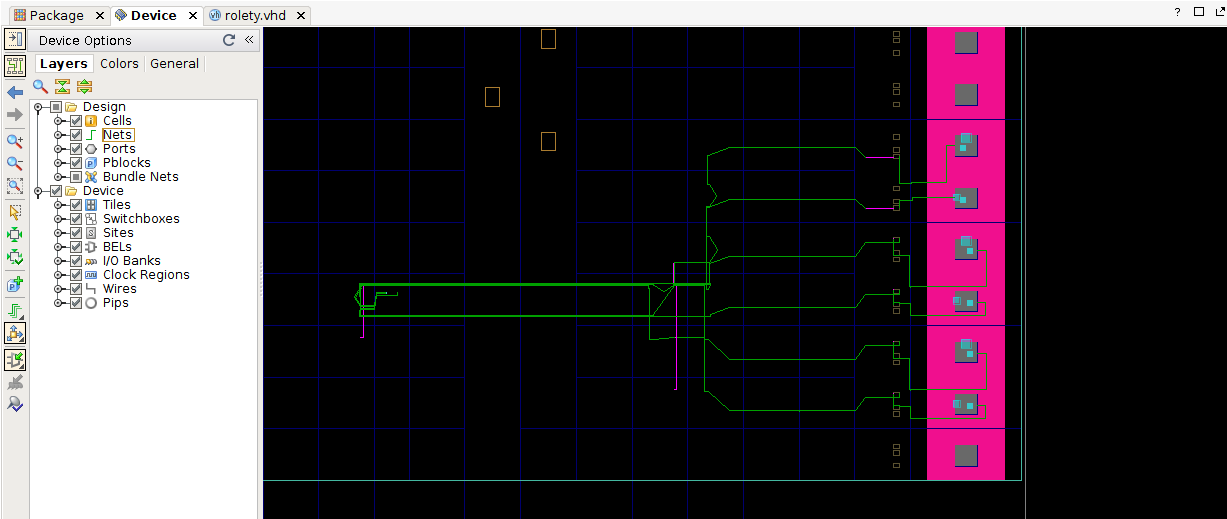 Package × Device × rolety.vhd × ?
Device Options
Layers Colors General
Design
Cells
Nets
Ports
Pblocks
Bundle Nets
Device
Tiles
Switchboxes
Sites
BELs
I/O Banks
Clock Regions
Wires
Pips